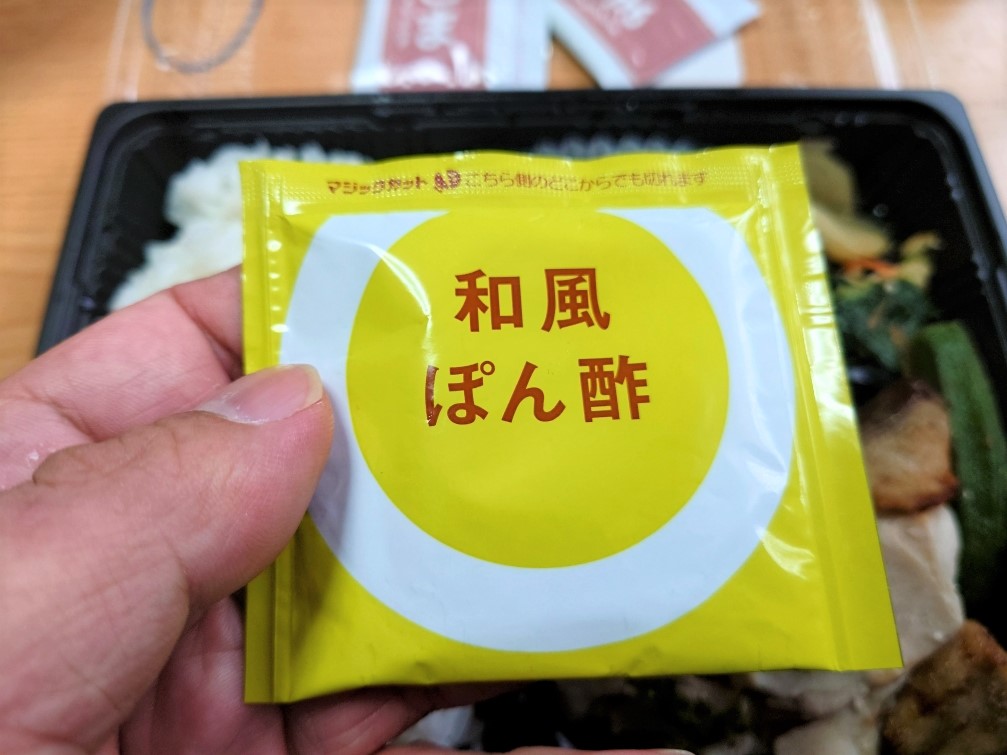 マジックカット こちら側のどこからでも切れます
和風
ぽん酢